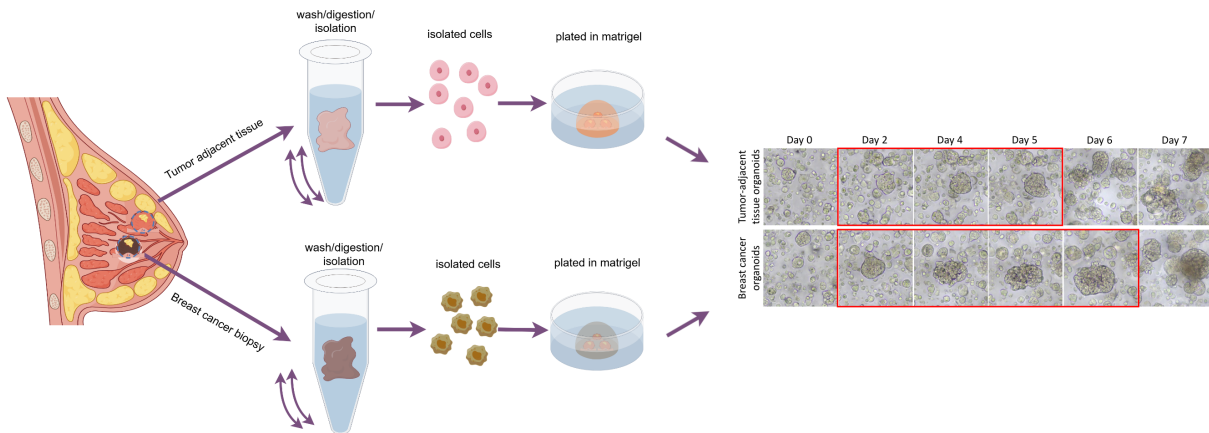 wash/digestion/
isolation
isolated cells
plated in matrigel
Tumor adjacent tissue
Day 0 Day 2 Day 4 Day 5 Day 6 Day 7
Tumor-adjacent
tissue organoids
Breast cancer
organoids
wash/digestion/
isolation
isolated cells
plated in matrigel
Breast cancer biopsy